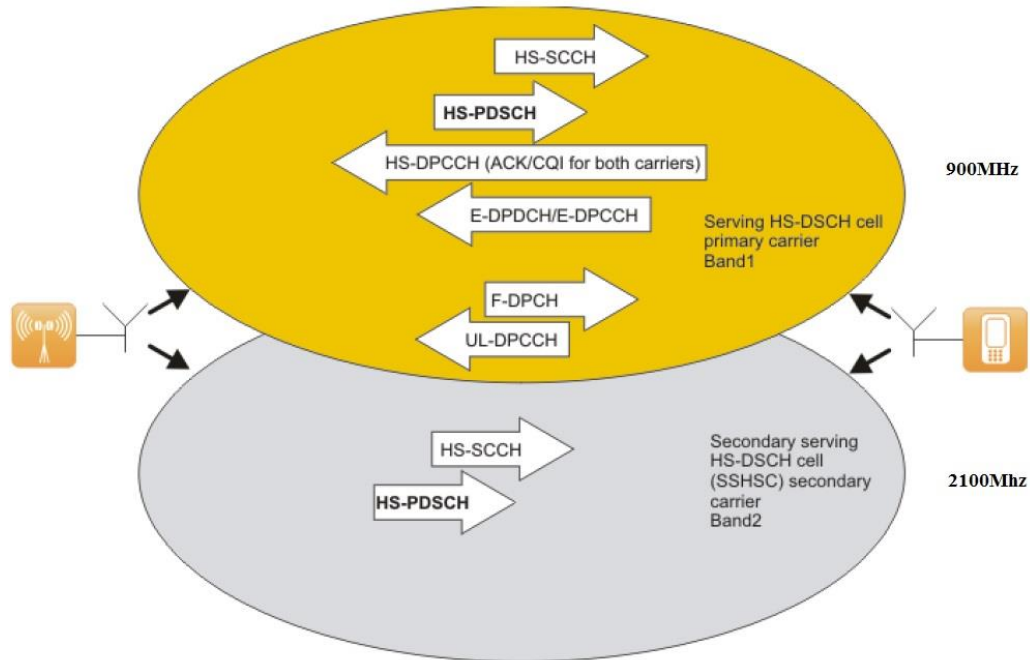 HS-SCCH
HS-PDSCH
HS-DPCCH (ACK/CQI for both carriers)
900MHz
E-DPDCH/E-DPCCH
Serving HS-DSCH cell
primary carrier
Band1
F-DPCH
UL-DPCCH
HS-SCCH
HS-PDSCH
Secondary serving
HS-DSCH cell
(SSHSC) secondary
carrier
Band2
2100Mhz